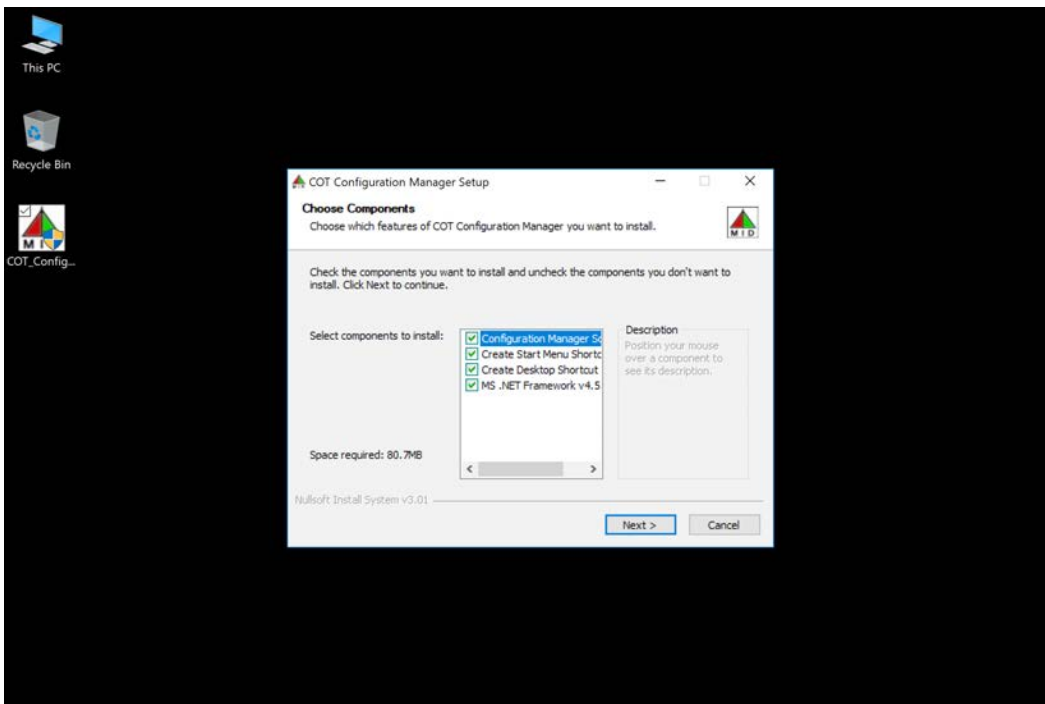 This PC
Recycle Bin
MID
COT_Config...
COT Configuration Manager Setup
Choose Components
Choose which features of COT Configuration Manager you want to install.
MID
Check the components you want to install and uncheck the components you don't want to
install. Click Next to continue.
Select components to install:
Configuration Manager So
Create Start Menu Shortc
Create Desktop Shortcut
MS .NET Framework v4.5
Description
Position your mouse
over a component to
see its description.
Space required: 80.7MB
Nullsoft Install System v3.01
Next >
Cancel